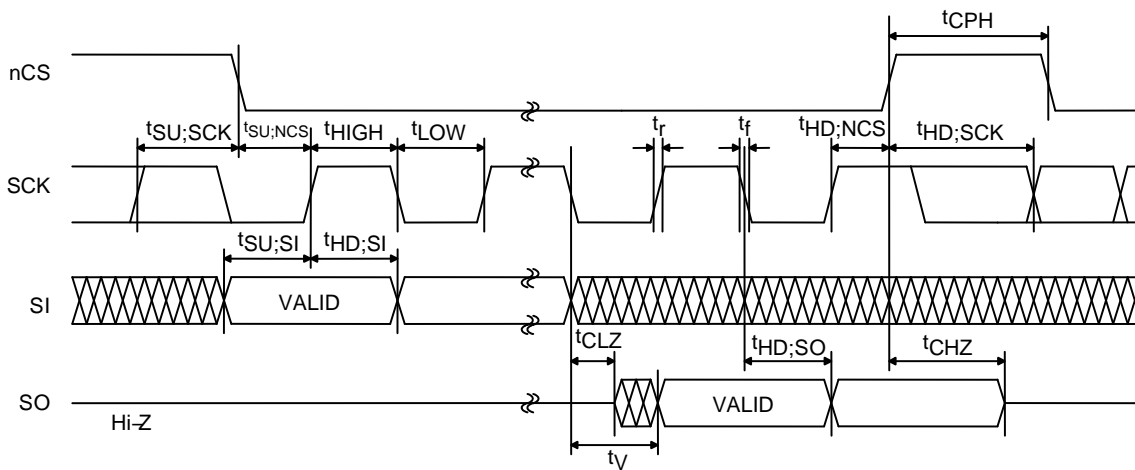 tCPH
nCS
tSU;SCK tSU;NCS tHIGH tLOW tr tf tHD;NCS tHD;SCK
SCK
tSU;SI tHD;SI
SI VALID
tCLZ tHD;SO tCHZ
SO VALID
Hi–Z
tV